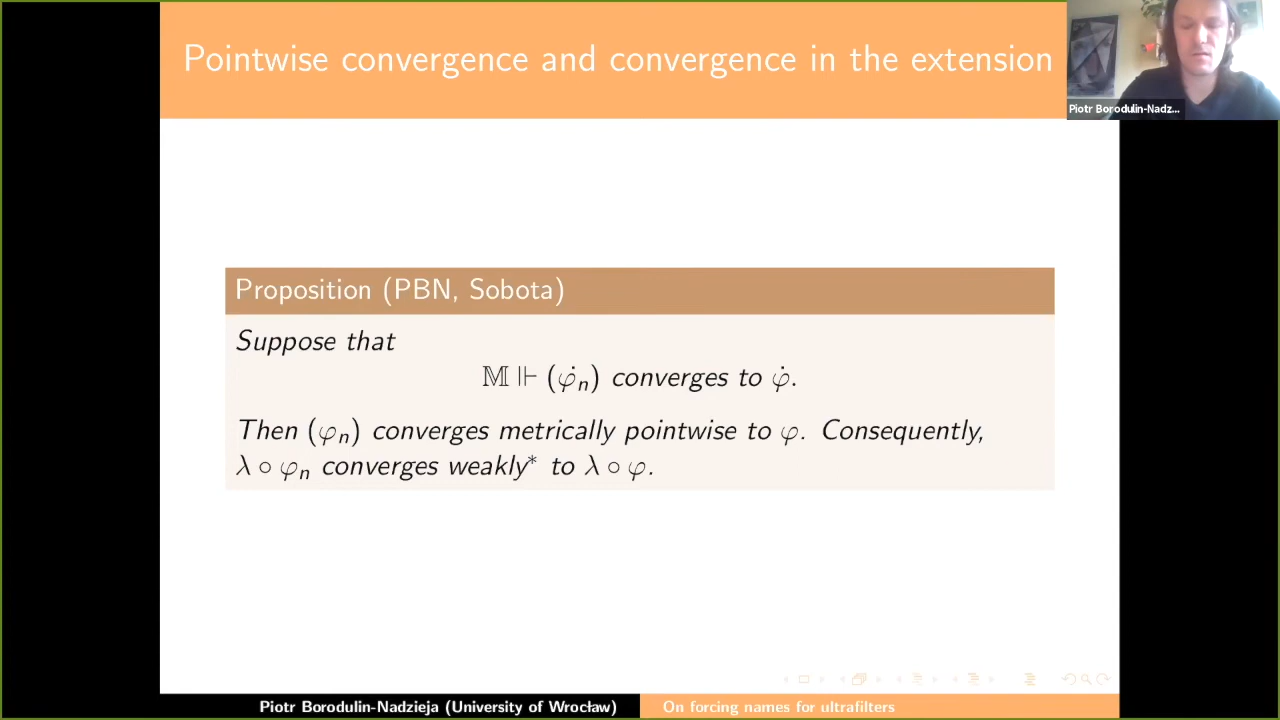 Pointwise convergence and convergence in the extension
Piotr Borodulin-Nadz...
Proposition (PBN, Sobota)
Suppose that
𝕄 ⊩ (φ̇ₙ) converges to φ̇.
Then (φₙ) converges metrically pointwise to φ. Consequently,
λ ∘ φₙ converges weakly* to λ ∘ φ.
Piotr Borodulin-Nadzieja (University of Wrocław)
On forcing names for ultrafilters